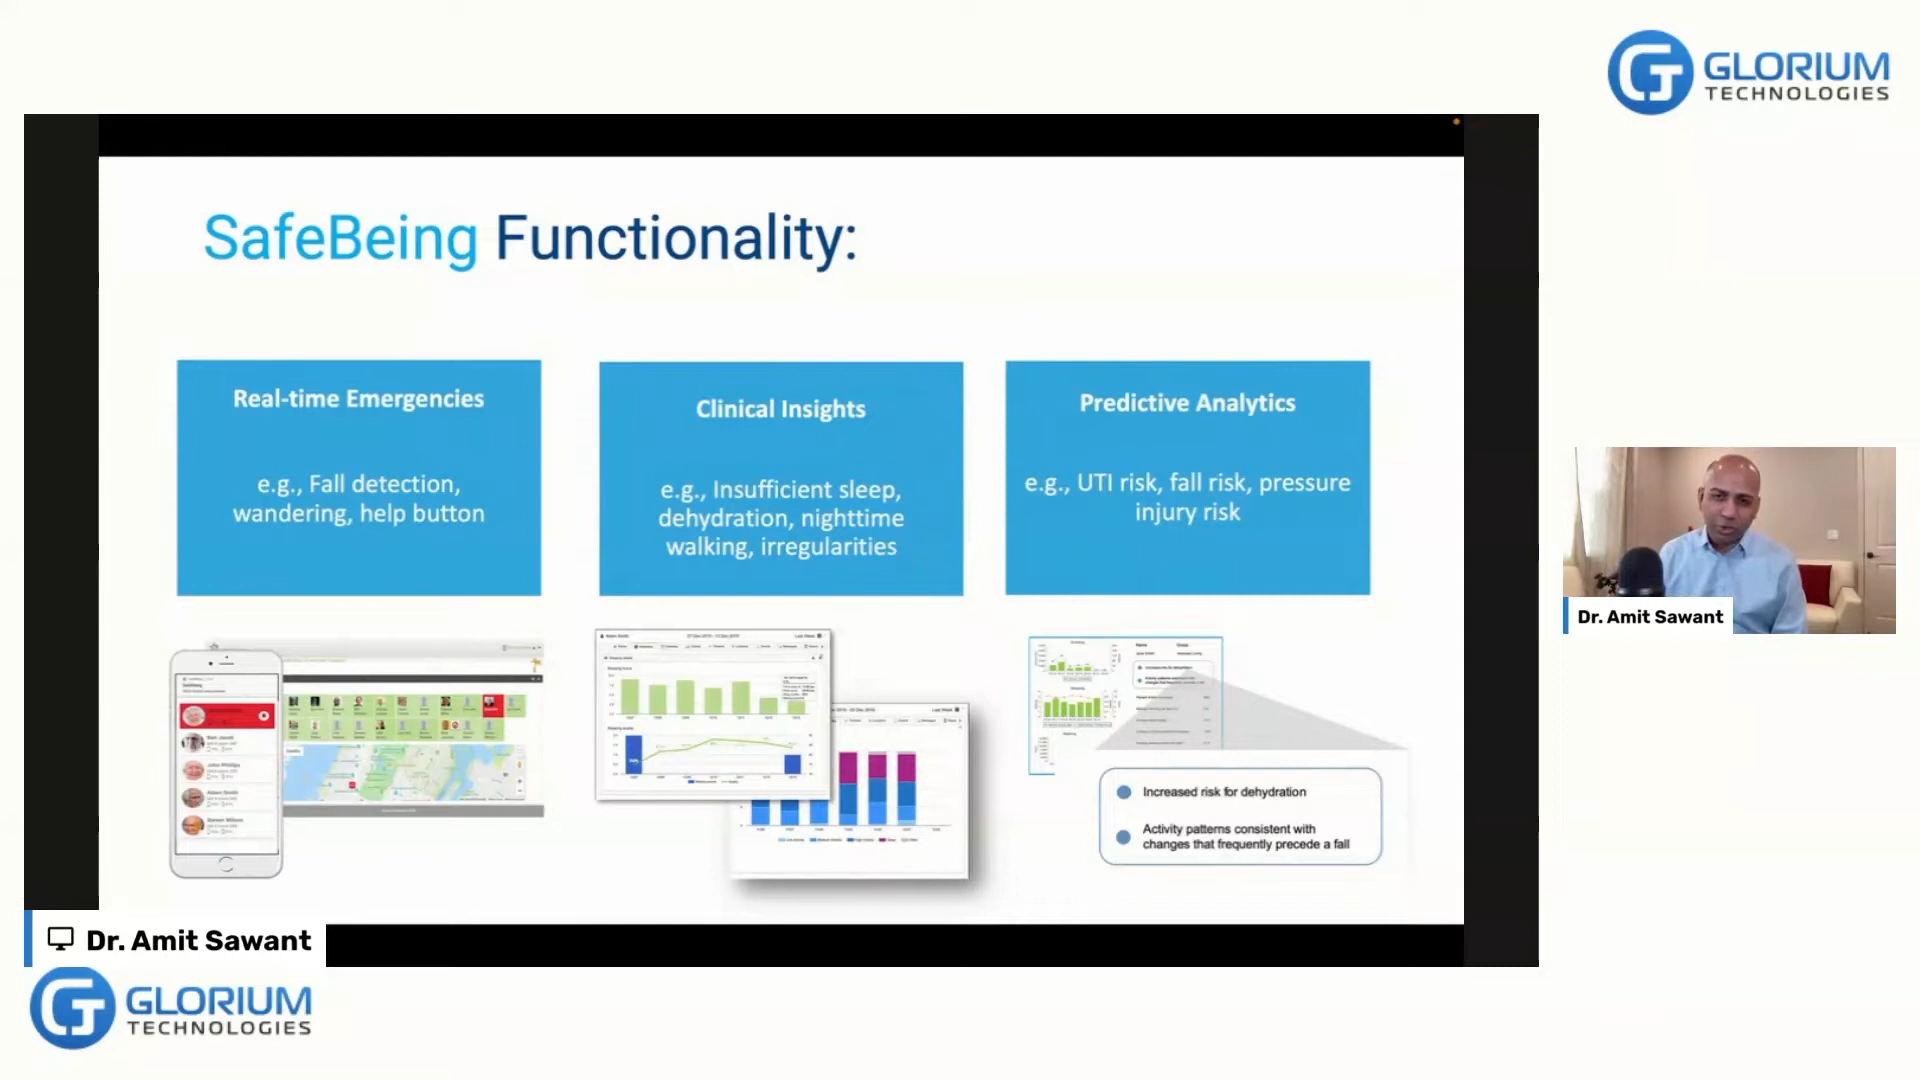 GLORIUM
TECHNOLOGIES
SafeBeing Functionality:
Real-time Emergencies
e.g., Fall detection,
wandering, help button
Clinical Insights
e.g., Insufficient sleep,
dehydration, nighttime
walking, irregularities
Predictive Analytics
e.g., UTI risk, fall risk, pressure
injury risk
Increased risk for dehydration
Activity patterns consistent with
changes that frequently precede a fall
Dr. Amit Sawant
Dr. Amit Sawant
GLORIUM
TECHNOLOGIES